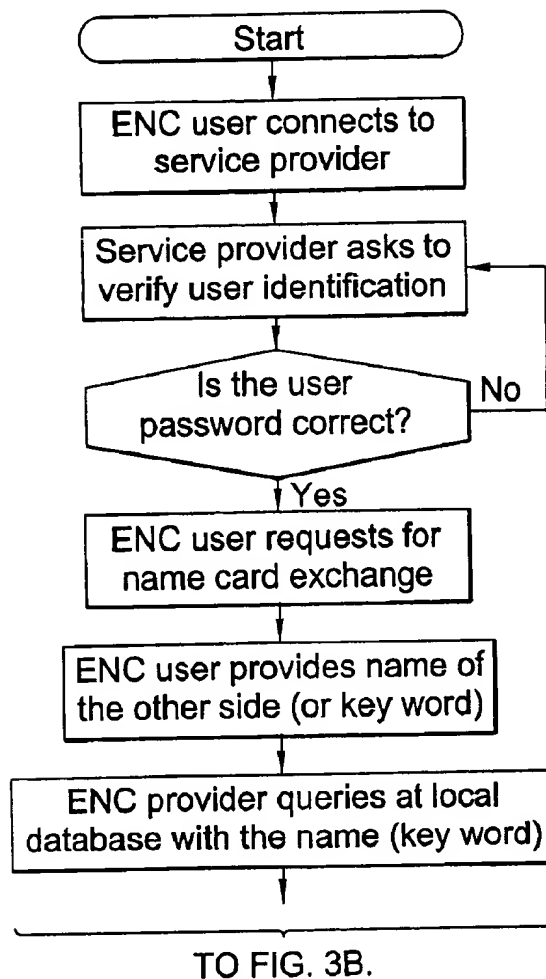 Start
ENC user connects to
service provider
Service provider asks to
verify user identification
Is the user
password correct?
No
Yes
ENC user requests for
name card exchange
ENC user provides name of
the other side (or key word)
ENC provider queries at local
database with the name (key word)
TO FIG. 3B.